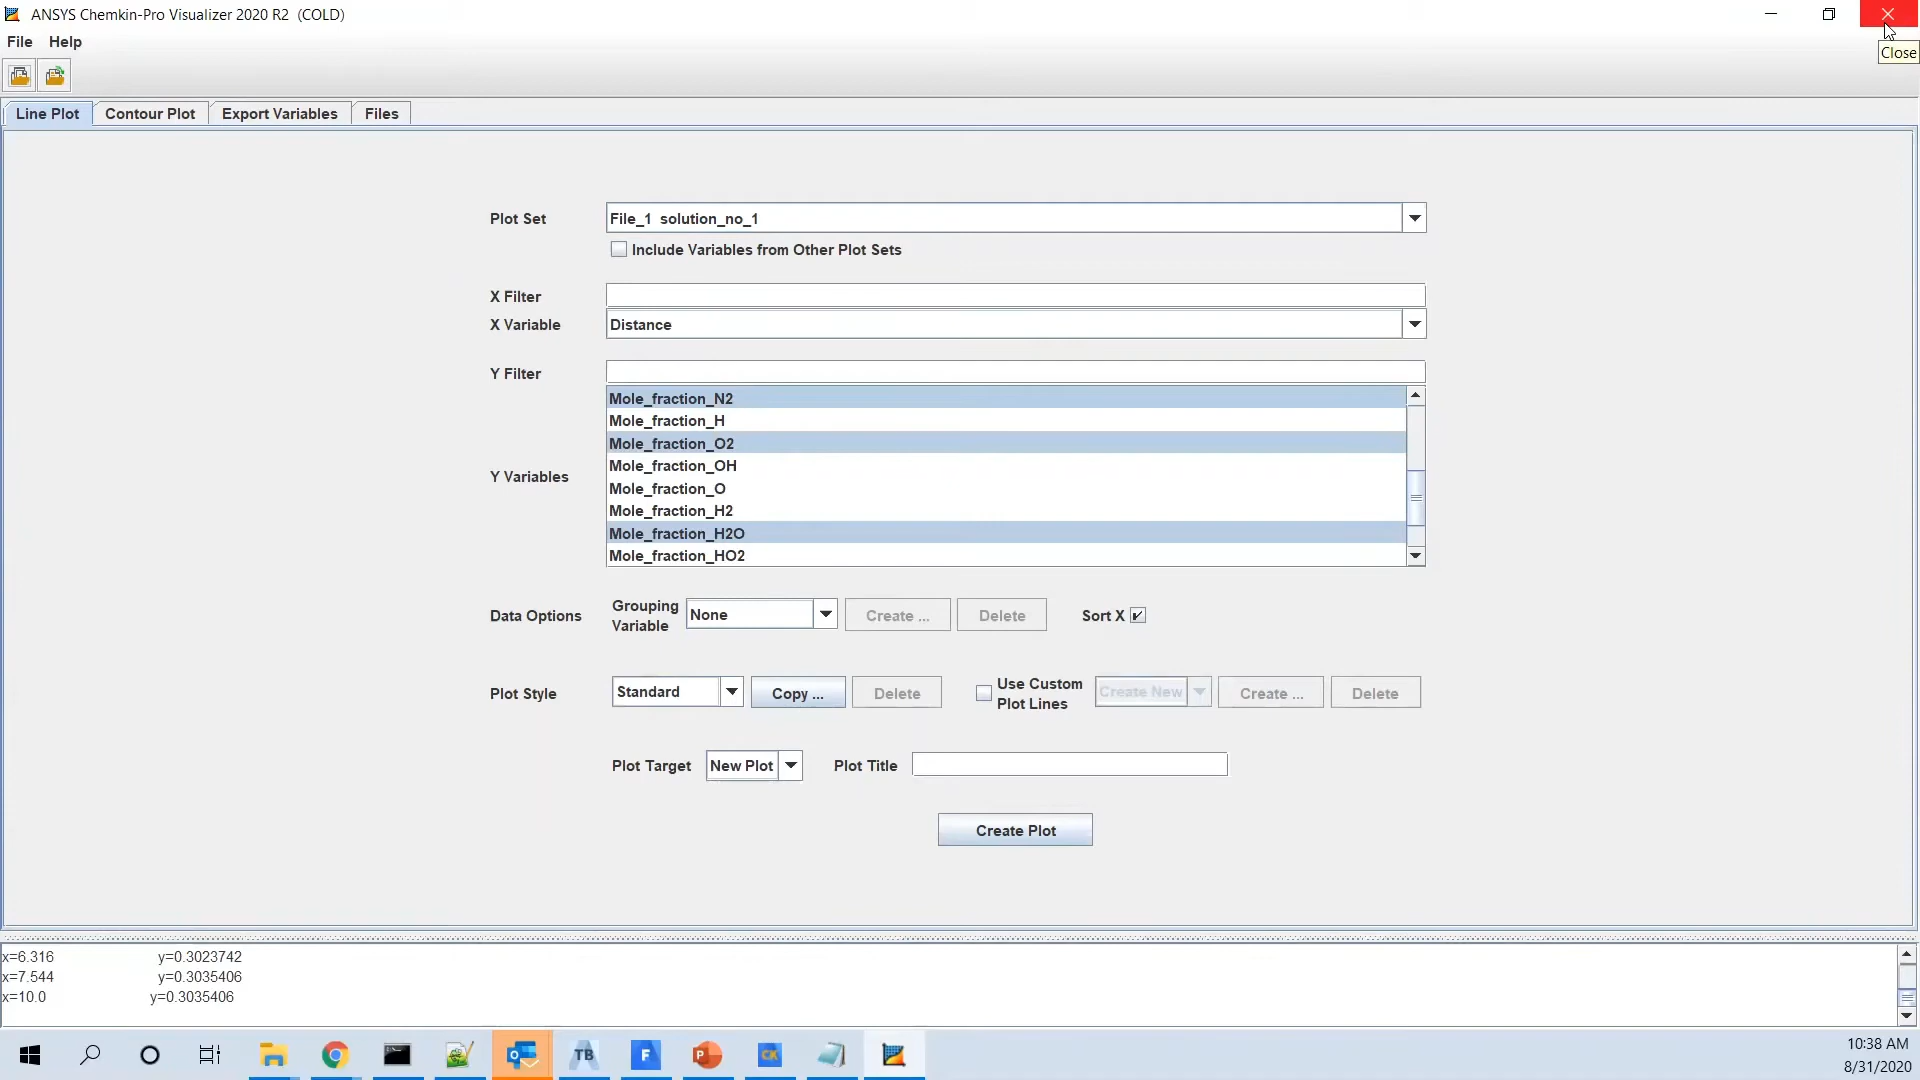 ANSYS Chemkin-Pro Visualizer 2020 R2 (COLD)
File Help
Close
Line Plot Contour Plot Export Variables Files
Plot Set File_1 solution_no_1
Include Variables from Other Plot Sets
X Filter
X Variable Distance
Y Filter
Mole_fraction_N2
Mole_fraction_H
Mole_fraction_O2
Mole_fraction_OH
Y Variables
Mole_fraction_O
Mole_fraction_H2
Mole_fraction_H2O
Mole_fraction_HO2
Data Options Grouping Variable None Create ... Delete Sort X
Plot Style Standard Copy ... Delete Use Custom Plot Lines Create New Create ... Delete
Plot Target New Plot Plot Title
Create Plot
x=6.316 y=0.3023742
x=7.544 y=0.3035406
x=10.0 y=0.3035406
TB F P CK
10:38 AM
8/31/2020